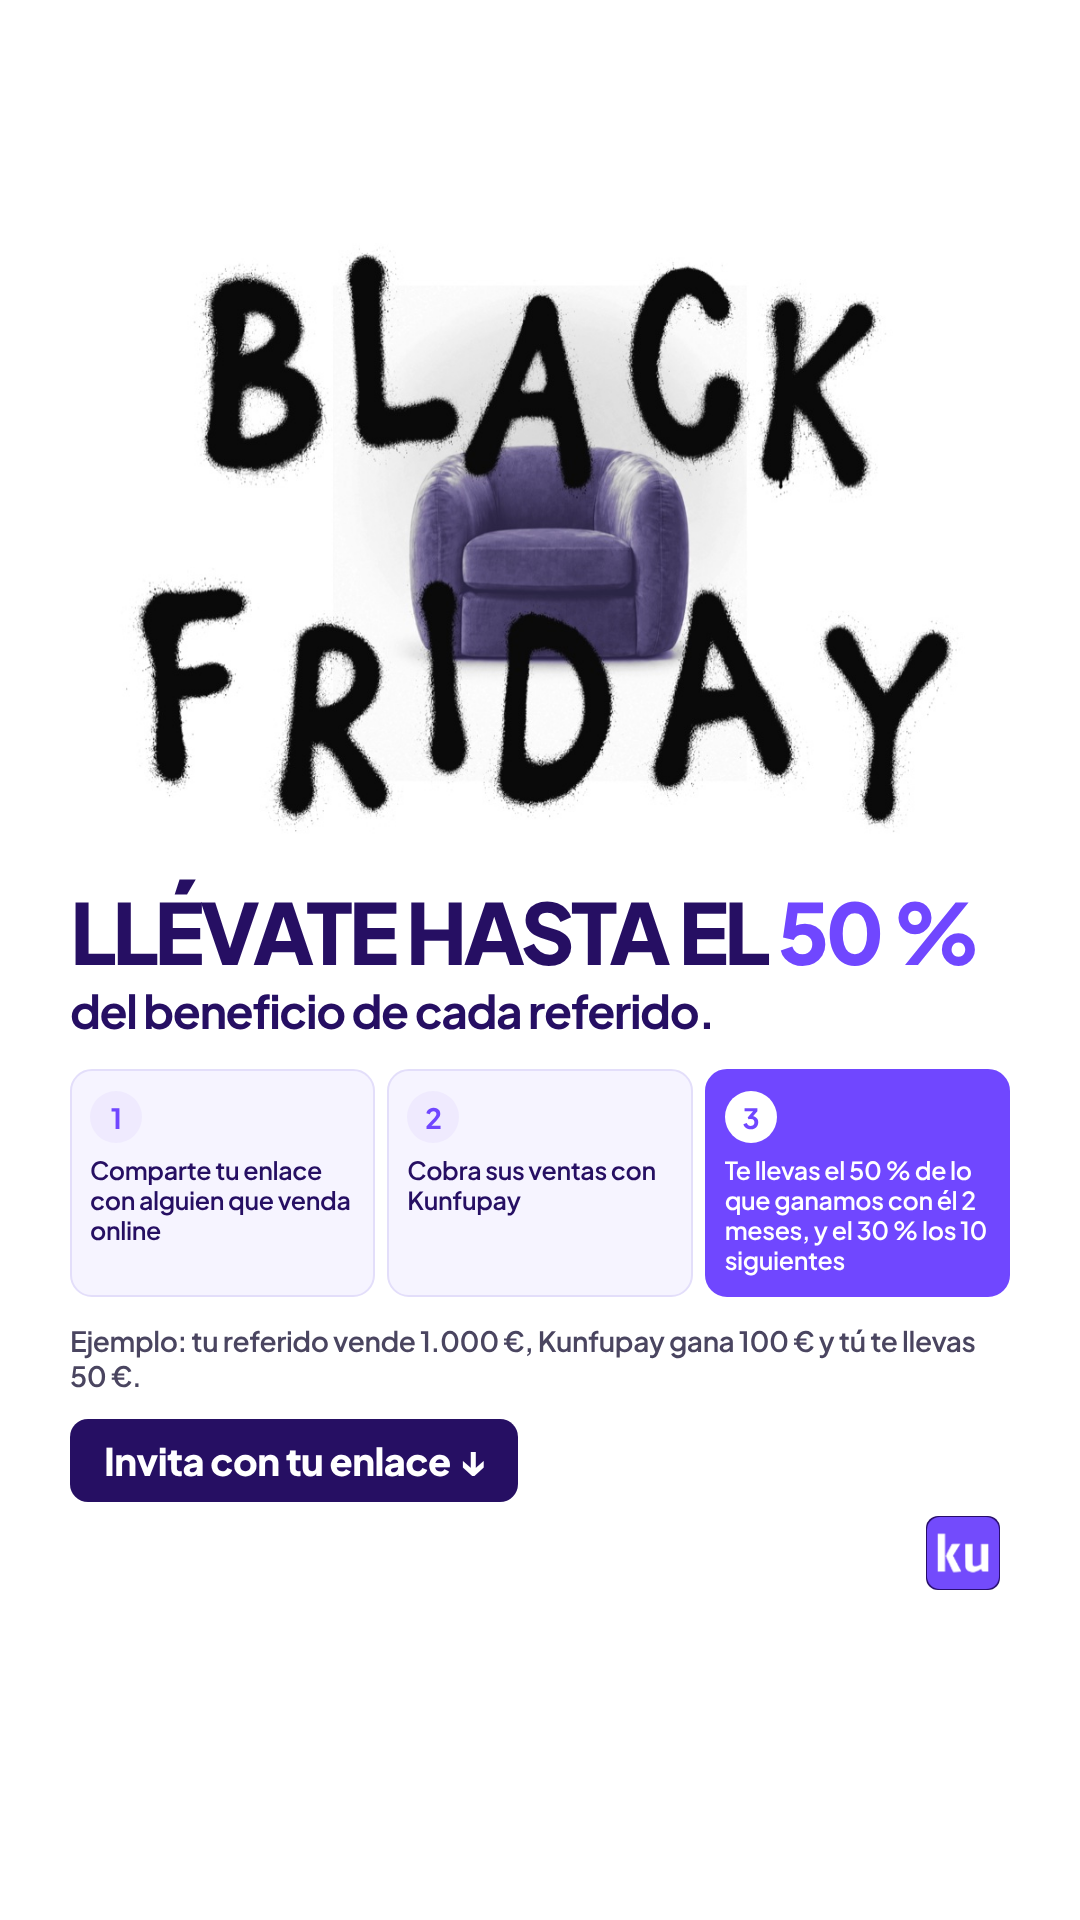 BLACK
FRIDAY
LLÉVATE HASTA EL 50 %
del beneficio de cada referido.
1
Comparte tu enlace
con alguien que venda
online
2
Cobra sus ventas con
Kunfupay
3
Te llevas el 50 % de lo
que ganamos con él 2
meses, y el 30 % los 10
siguientes
Ejemplo: tu referido vende 1.000 €, Kunfupay gana 100 € y tú te llevas
50 €.
Invita con tu enlace ↓
ku